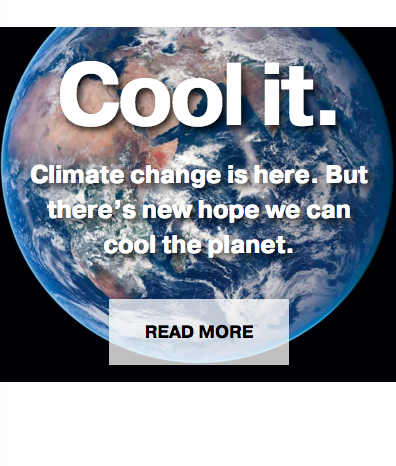 Cool it.
Climate change is here. But
there's new hope we can
cool the planet.
READ MORE